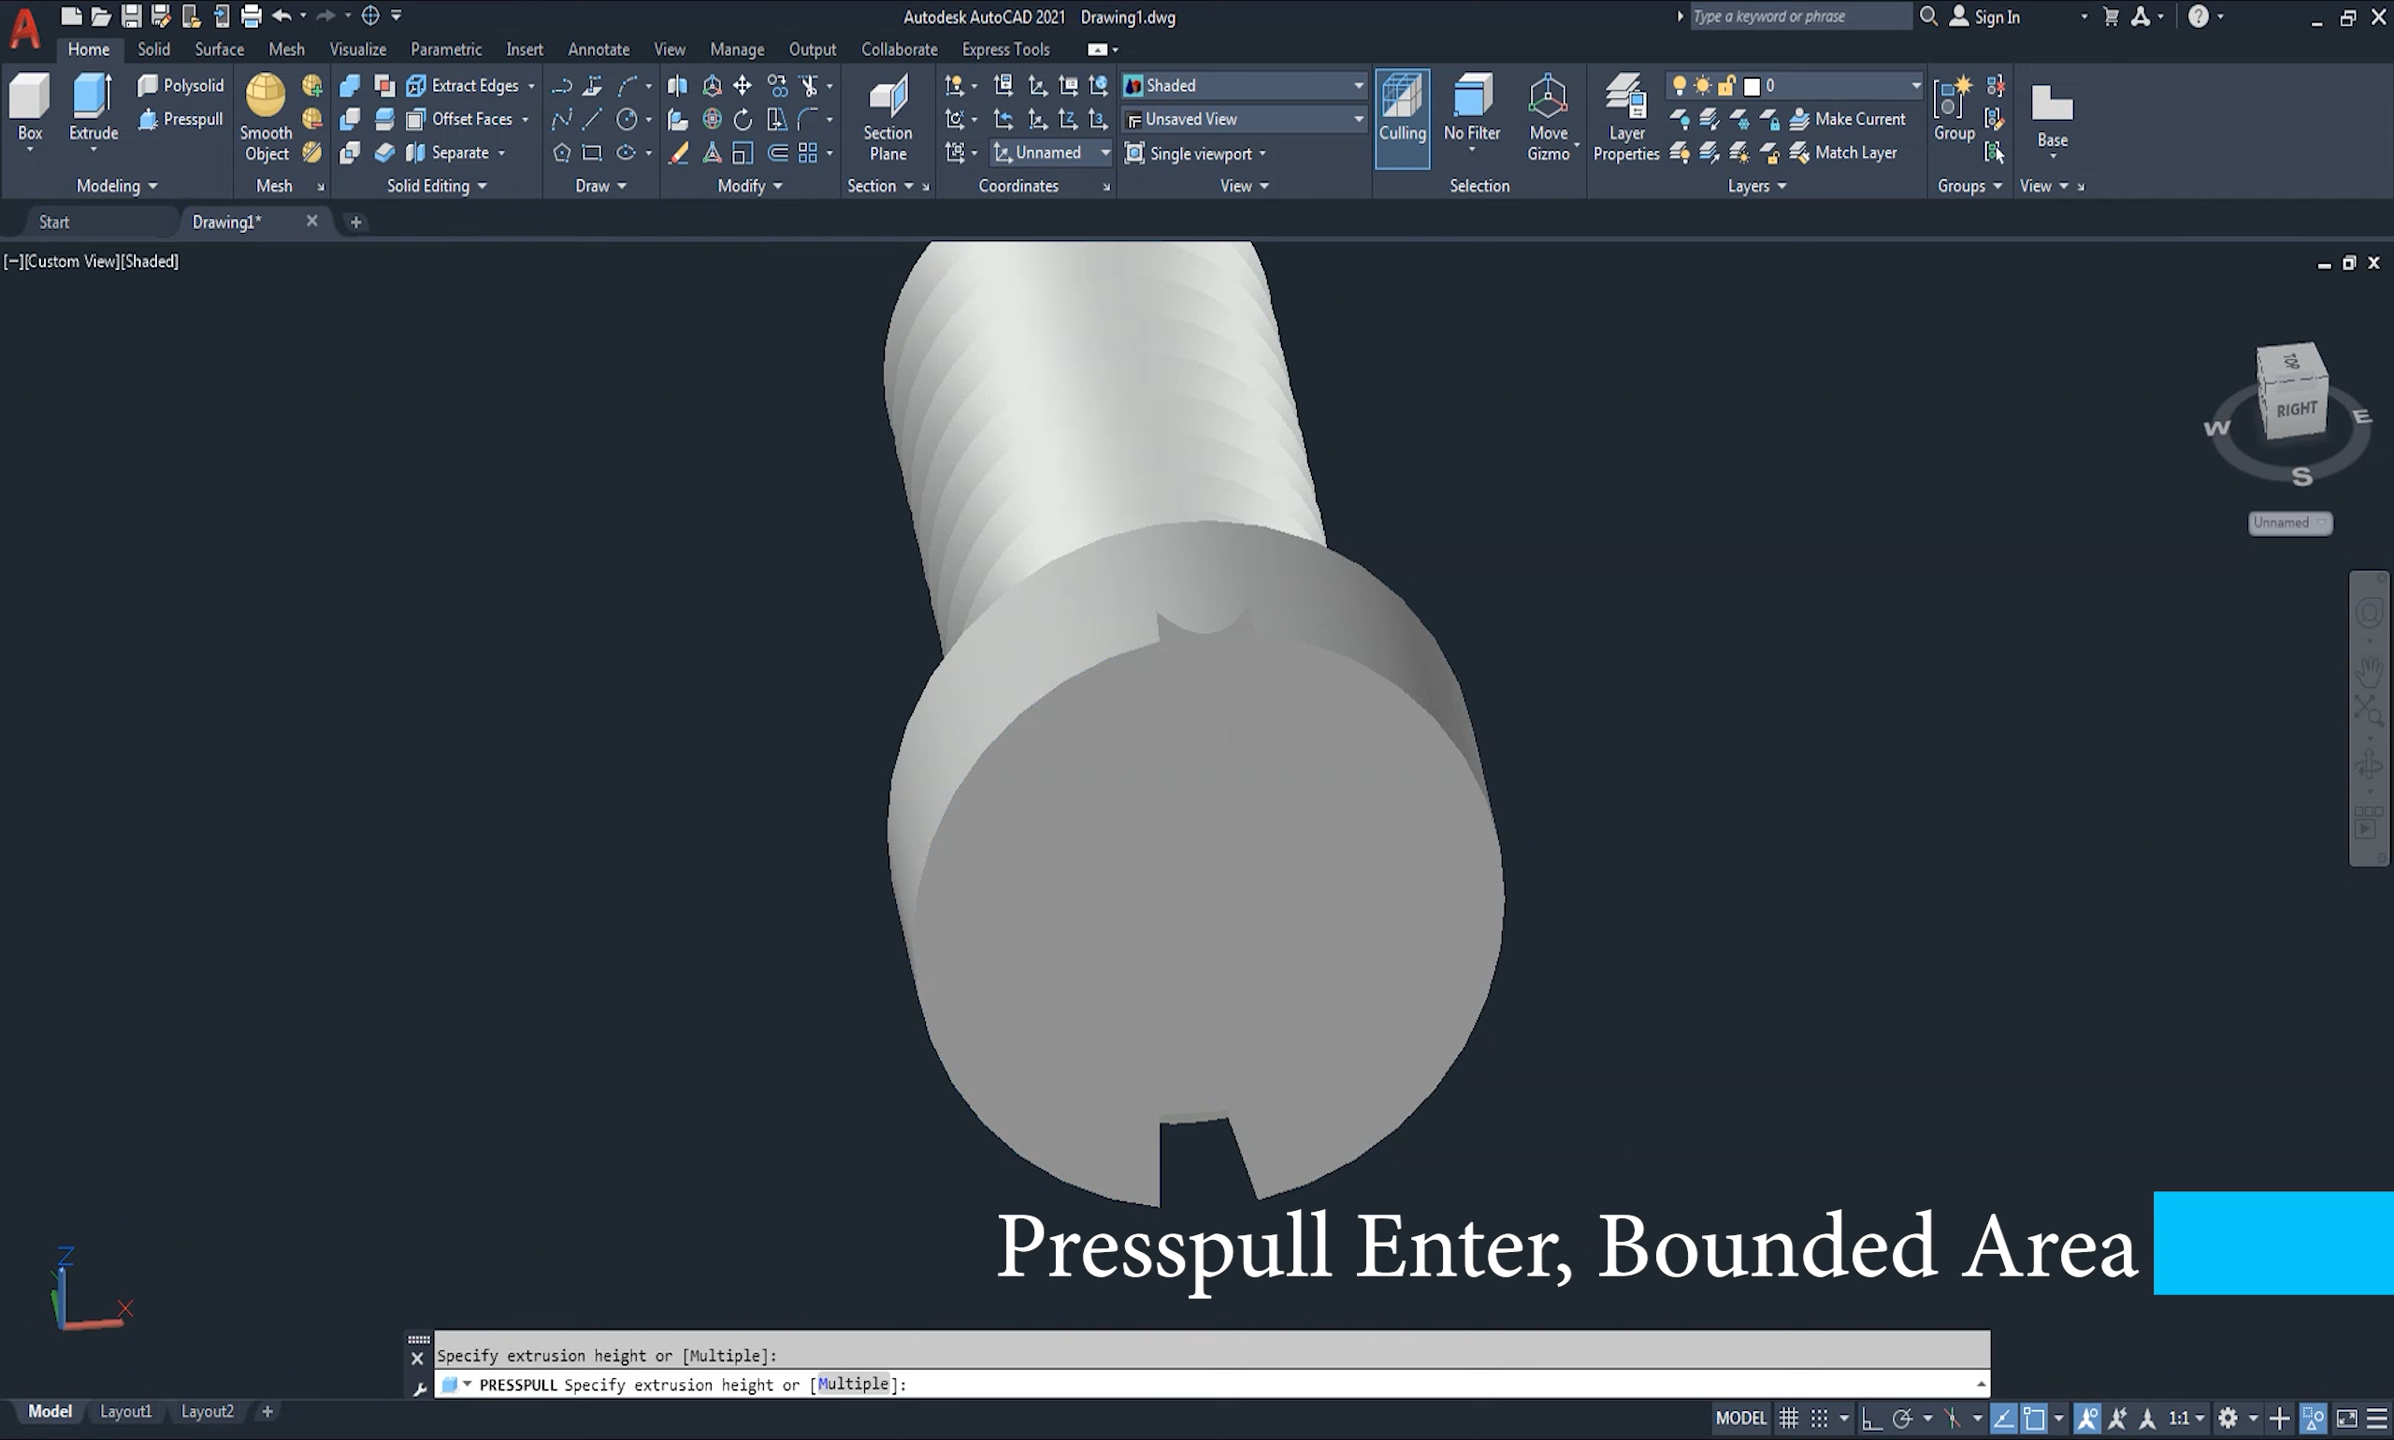 Autodesk AutoCAD 2021 Drawing1.dwg
Type a keyword or phrase
Sign In
Home Solid Surface Mesh Visualize Parametric Insert Annotate View Manage Output Collaborate Express Tools
Box
Extrude
Polysolid
Presspull
Modeling
Smooth Object
Mesh
Extract Edges
Offset Faces
Separate
Solid Editing
Draw
Modify
Section Plane
Section
Unnamed
Coordinates
Shaded
Unsaved View
Single viewport
View
Culling
No Filter
Move Gizmo
Selection
Layer Properties
0
Make Current
Match Layer
Layers
Group
Groups
Base
View
Start
Drawing1*
[−][Custom View][Shaded]
TOP
RIGHT
W
E
S
Unnamed
Presspull Enter, Bounded Area
Z
X
Specify extrusion height or [Multiple]:
PRESSPULL Specify extrusion height or [Multiple]:
Model Layout1 Layout2
MODEL
1:1